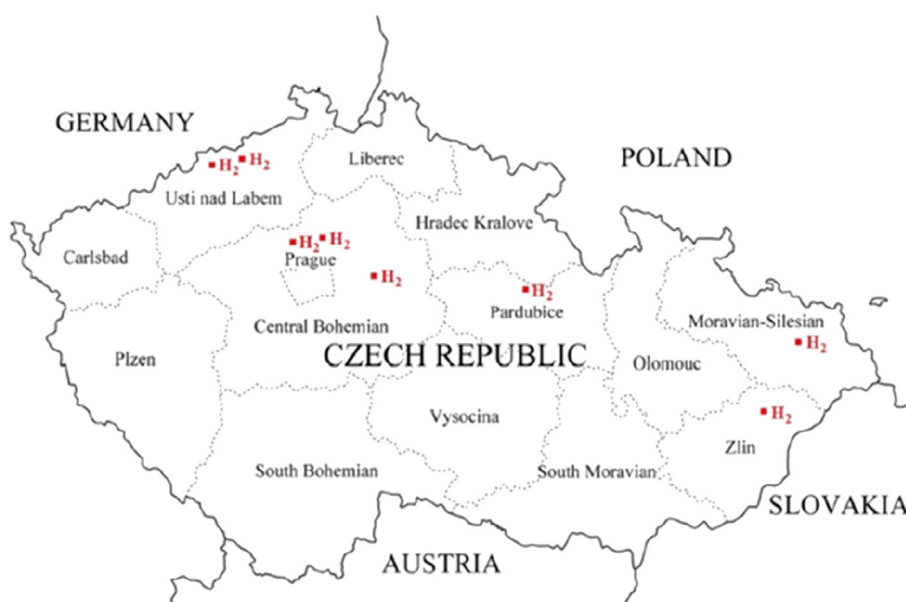 GERMANY
POLAND
Liberec
H₂ H₂
Usti nad Labem
Hradec Kralove
Carlsbad
H₂ H₂
Prague
H₂
H₂
Pardubice
Central Bohemian
Moravian-Silesian
H₂
CZECH REPUBLIC
Plzen
Olomouc
H₂
Vysocina
Zlin
South Bohemian
South Moravian
SLOVAKIA
AUSTRIA